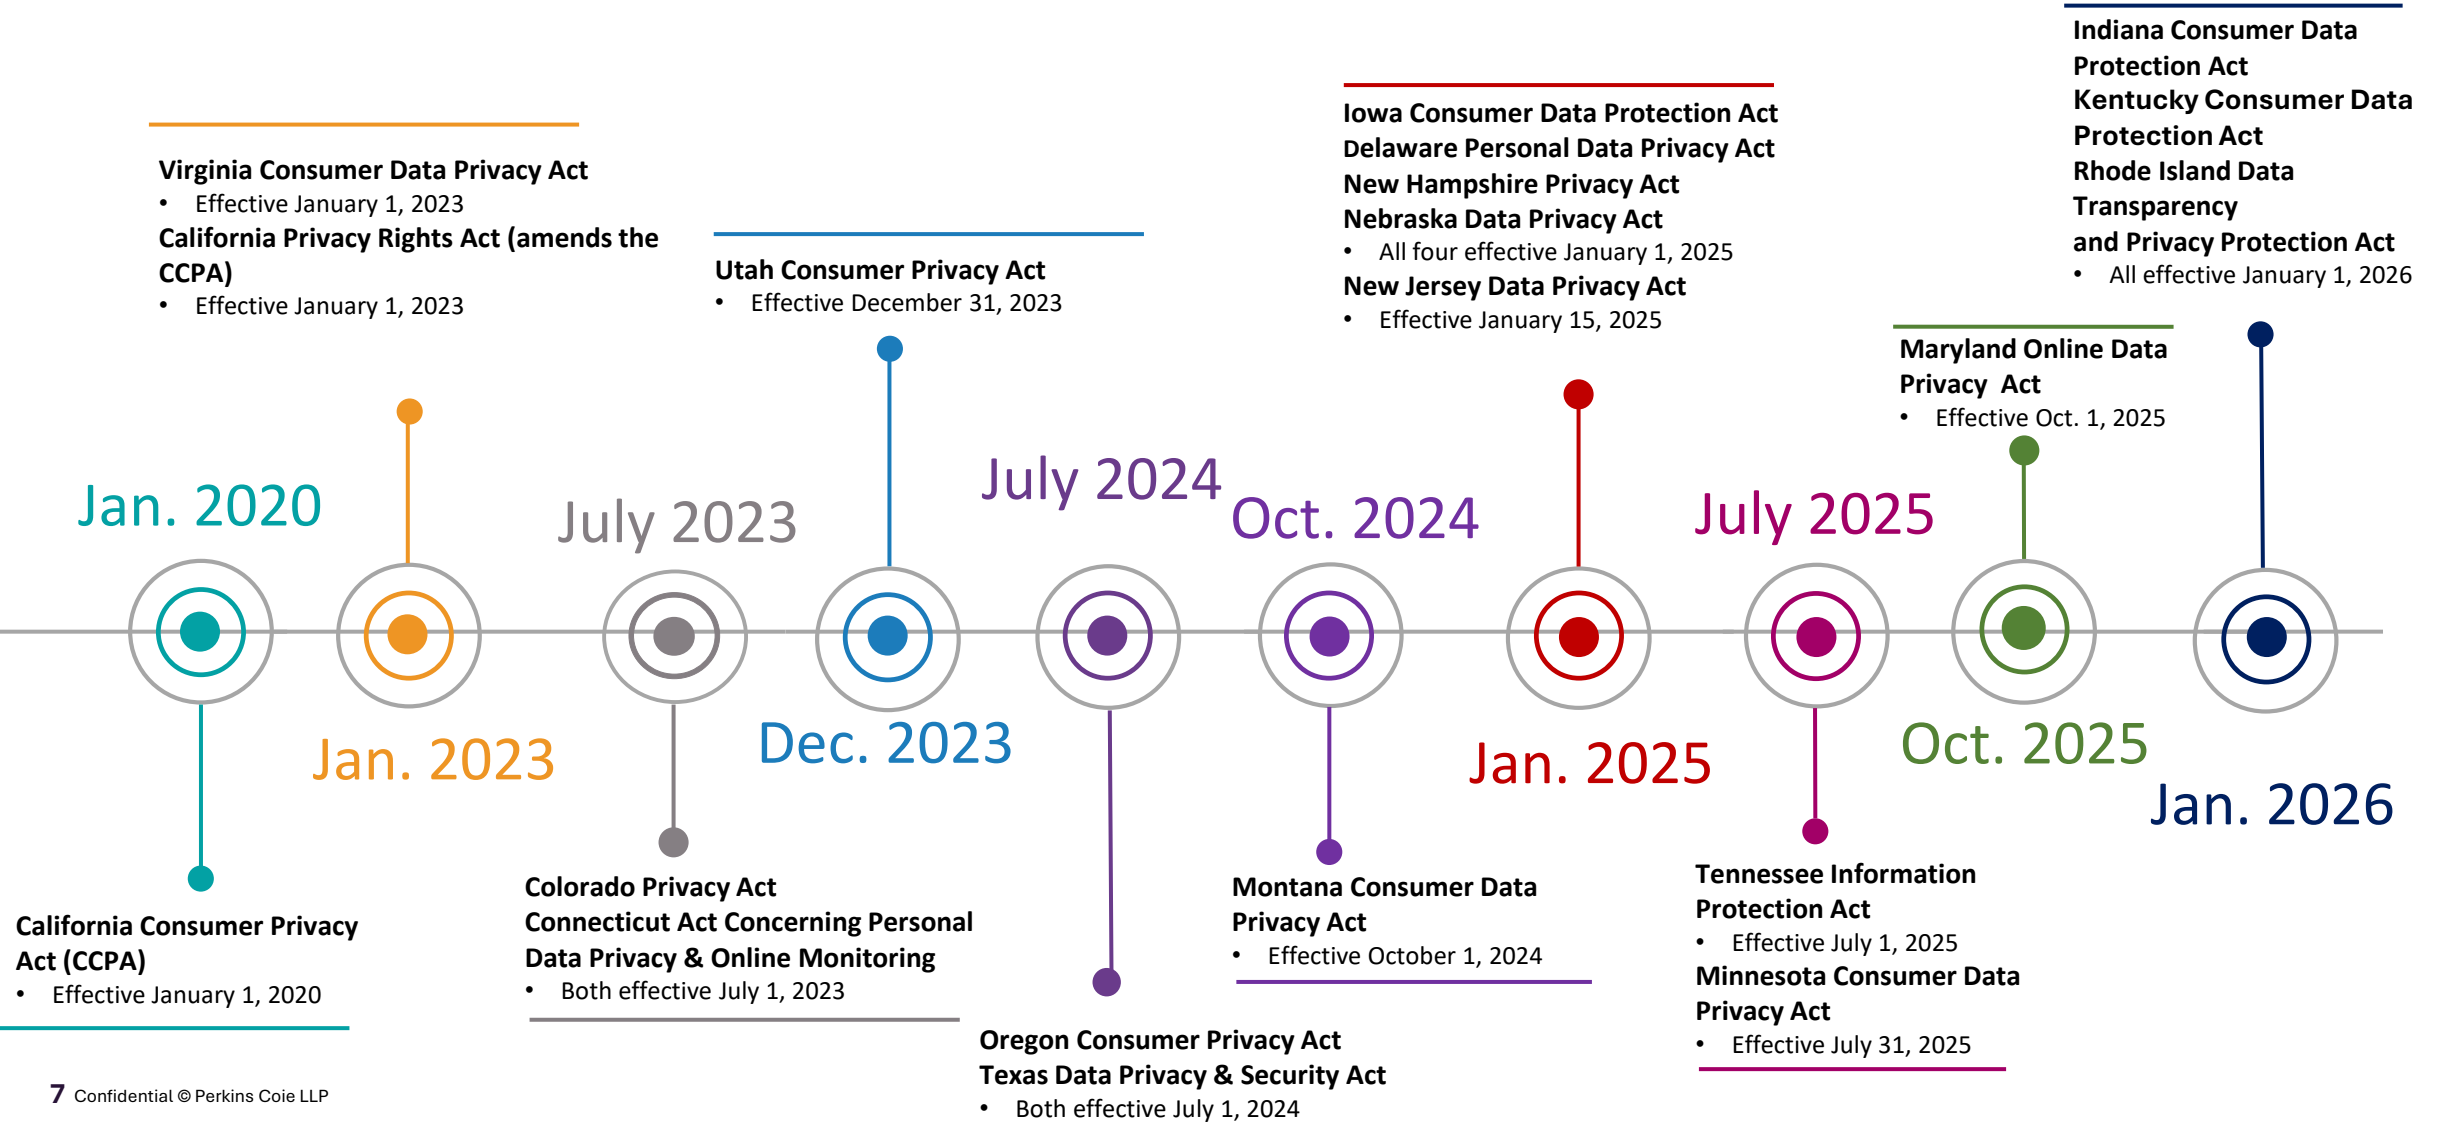 Indiana Consumer Data
Protection Act
Kentucky Consumer Data
Protection Act
Rhode Island Data
Transparency
and Privacy Protection Act
• All effective January 1, 2026
Iowa Consumer Data Protection Act
Delaware Personal Data Privacy Act
New Hampshire Privacy Act
Nebraska Data Privacy Act
• All four effective January 1, 2025
New Jersey Data Privacy Act
• Effective January 15, 2025
Virginia Consumer Data Privacy Act
• Effective January 1, 2023
California Privacy Rights Act (amends the
CCPA)
• Effective January 1, 2023
Utah Consumer Privacy Act
• Effective December 31, 2023
Maryland Online Data
Privacy Act
• Effective Oct. 1, 2025
Jan. 2020
July 2023
July 2024
Oct. 2024
July 2025
Jan. 2023
Dec. 2023
Jan. 2025
Oct. 2025
Jan. 2026
California Consumer Privacy
Act (CCPA)
• Effective January 1, 2020
Colorado Privacy Act
Connecticut Act Concerning Personal
Data Privacy & Online Monitoring
• Both effective July 1, 2023
Oregon Consumer Privacy Act
Texas Data Privacy & Security Act
• Both effective July 1, 2024
Montana Consumer Data
Privacy Act
• Effective October 1, 2024
Tennessee Information
Protection Act
• Effective July 1, 2025
Minnesota Consumer Data
Privacy Act
• Effective July 31, 2025
7 Confidential © Perkins Coie LLP